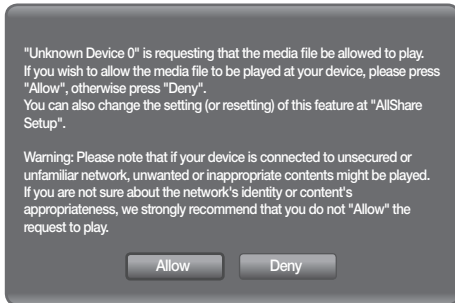 "Unknown Device 0" is requesting that the media file be allowed to play.
If you wish to allow the media file to be played at your device, please press
"Allow", otherwise press "Deny".
You can also change the setting (or resetting) of this feature at "AllShare
Setup".
Warning: Please note that if your device is connected to unsecured or
unfamiliar network, unwanted or inappropriate contents might be played.
If you are not sure about the network's identity or content's
appropriateness, we strongly recommend that you do not "Allow" the
request to play.
Allow
Deny